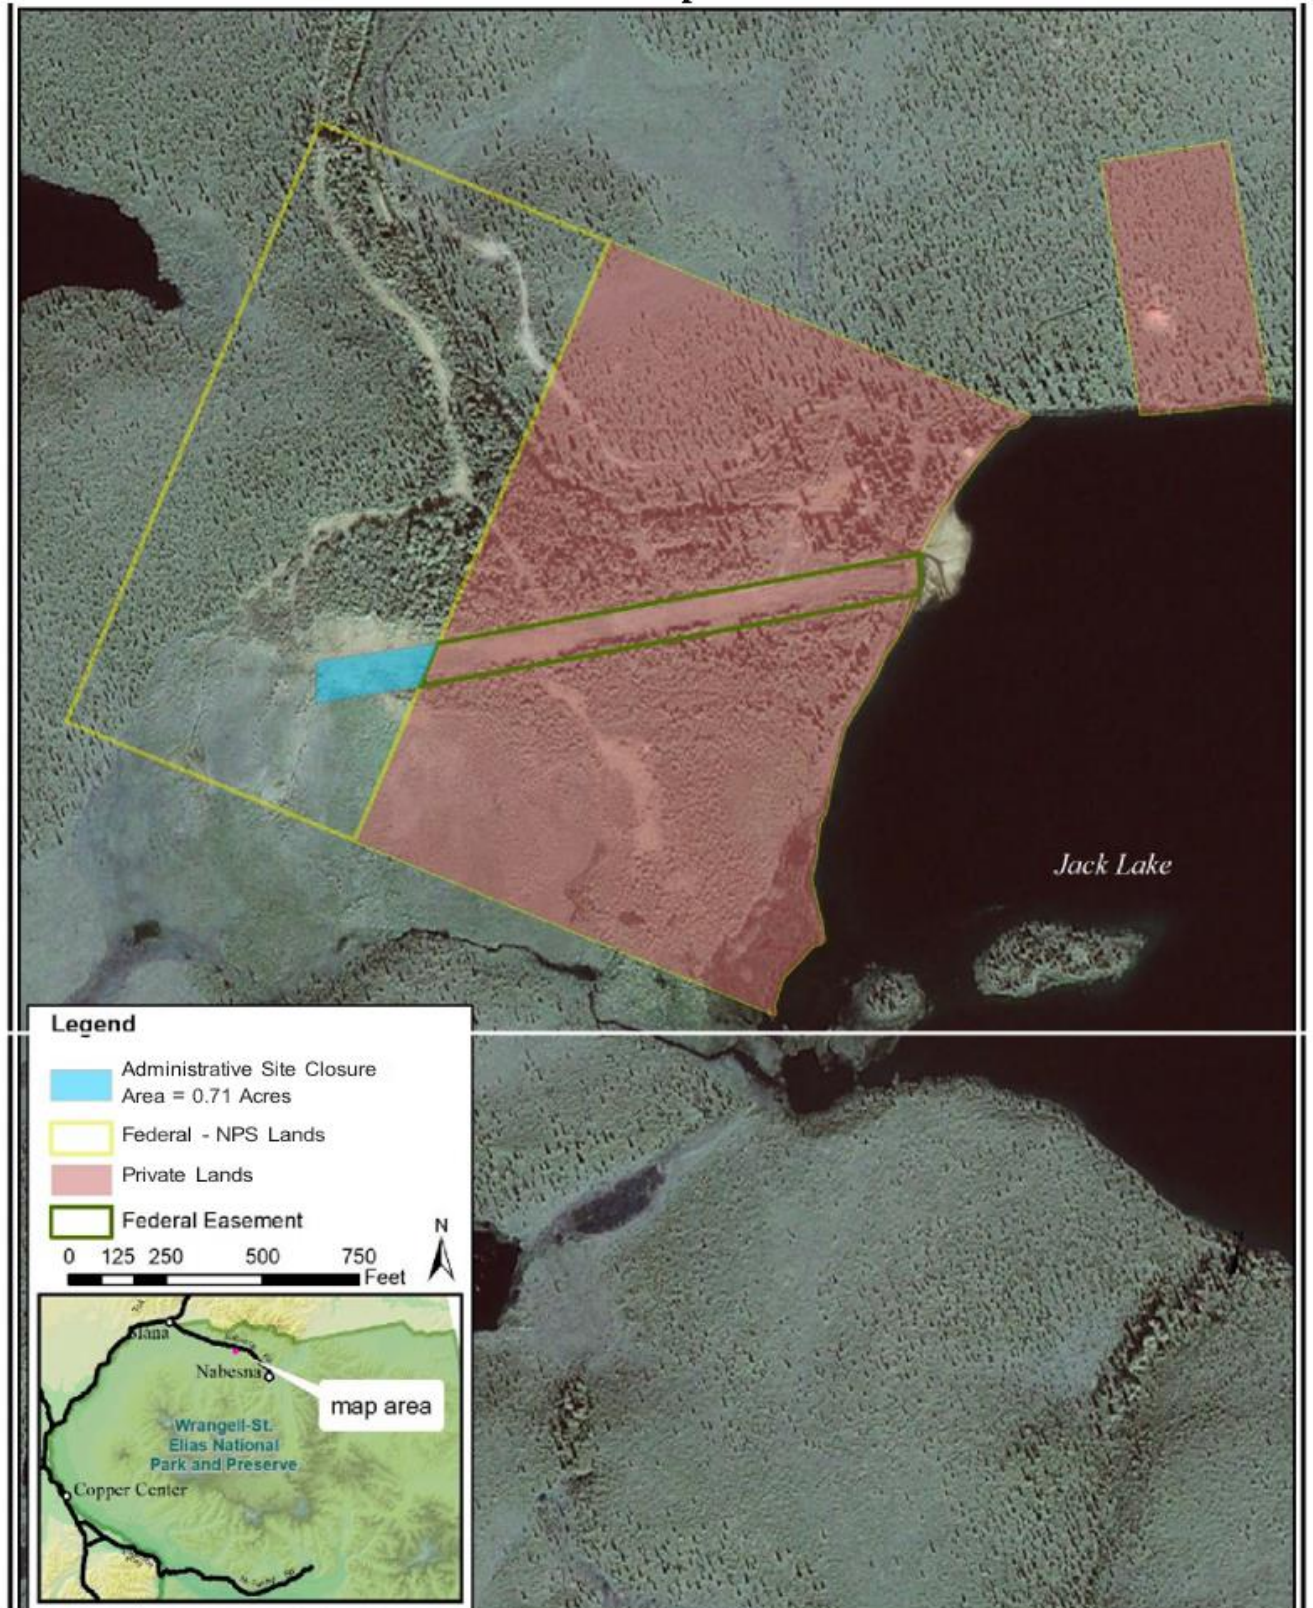 Jack Lake
Legend
Administrative Site Closure
Area = 0.71 Acres
Federal - NPS Lands
Private Lands
Federal Easement
N
0 125 250 500 750
Feet
Slana
Nabesna
map area
Wrangell-St.
Elias National
Park and Preserve
Copper Center